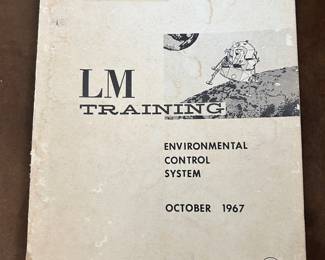 LM
TRAINING
ENVIRONMENTAL
CONTROL
SYSTEM
OCTOBER 1967